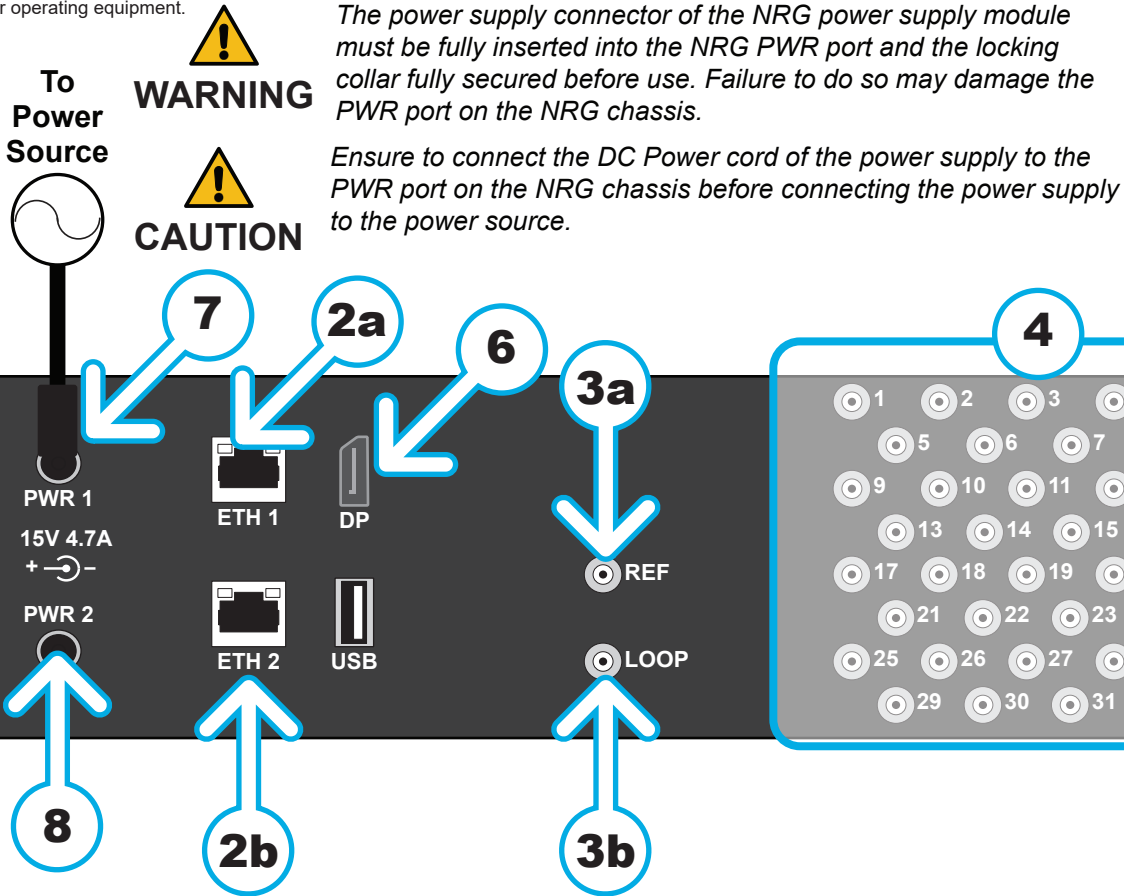 r operating equipment.
WARNING
The power supply connector of the NRG power supply module
must be fully inserted into the NRG PWR port and the locking
collar fully secured before use. Failure to do so may damage the
PWR port on the NRG chassis.
To
Power
Source
CAUTION
Ensure to connect the DC Power cord of the power supply to the
PWR port on the NRG chassis before connecting the power supply
to the power source.
7
2a
6
3a
4
1 2 3
5 6 7
9 10 11
13 14 15
17 18 19
21 22 23
25 26 27
29 30 31
PWR 1
ETH 1
DP
15V 4.7A
+ -
REF
PWR 2
ETH 2
USB
LOOP
8
2b
3b